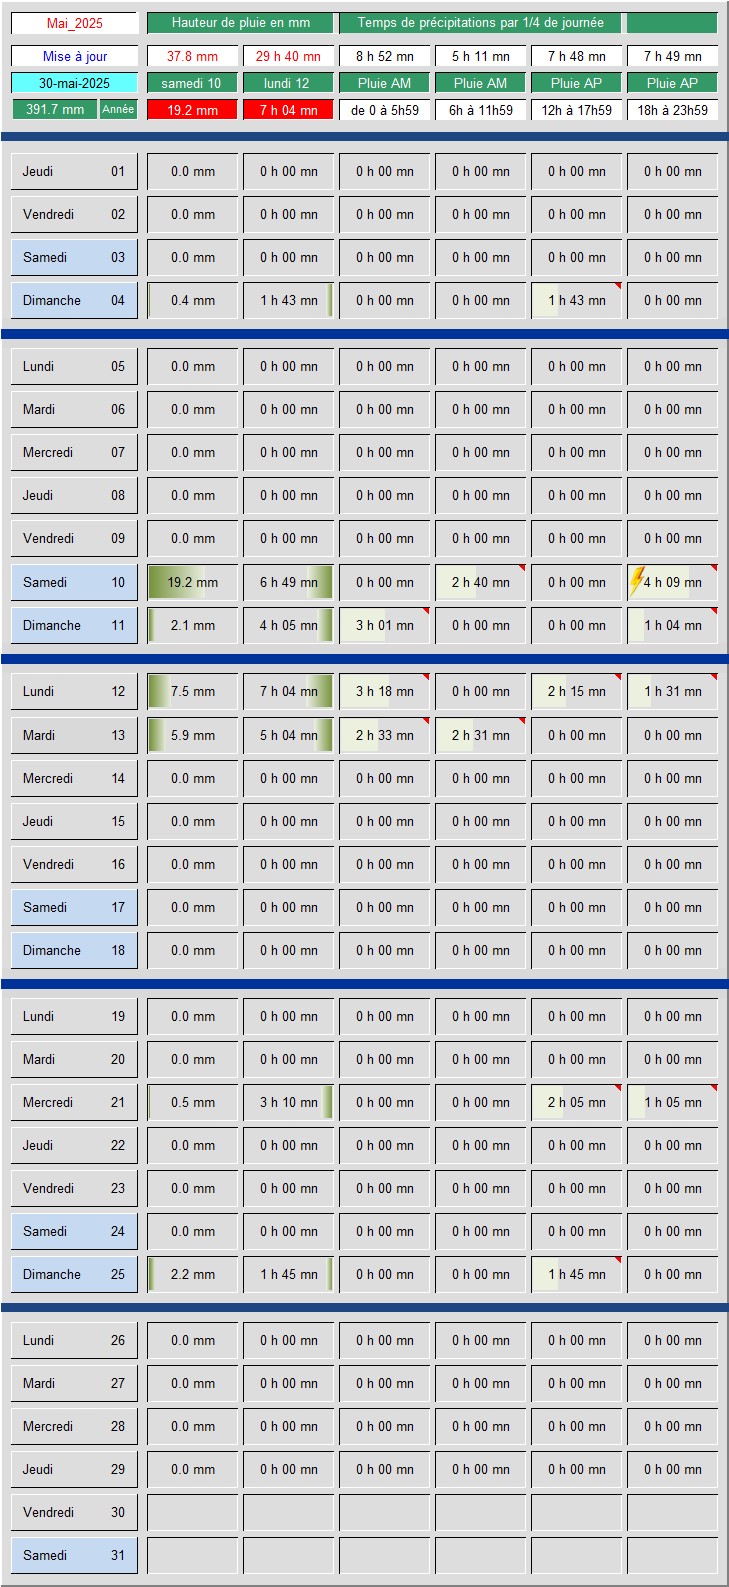 Mai_2025 Hauteur de pluie en mm Temps de précipitations par 1/4 de journée
Mise à jour 37.8 mm 29 h 40 mn 8 h 52 mn 5 h 11 mn 7 h 48 mn 7 h 49 mn
30-mai-2025 samedi 10 lundi 12 Pluie AM Pluie AM Pluie AP Pluie AP
391.7 mm Année 19.2 mm 7 h 04 mn de 0 à 5h59 6h à 11h59 12h à 17h59 18h à 23h59
Jeudi 01 0.0 mm 0 h 00 mn 0 h 00 mn 0 h 00 mn 0 h 00 mn 0 h 00 mn
Vendredi 02 0.0 mm 0 h 00 mn 0 h 00 mn 0 h 00 mn 0 h 00 mn 0 h 00 mn
Samedi 03 0.0 mm 0 h 00 mn 0 h 00 mn 0 h 00 mn 0 h 00 mn 0 h 00 mn
Dimanche 04 0.4 mm 1 h 43 mn 0 h 00 mn 0 h 00 mn 1 h 43 mn 0 h 00 mn
Lundi 05 0.0 mm 0 h 00 mn 0 h 00 mn 0 h 00 mn 0 h 00 mn 0 h 00 mn
Mardi 06 0.0 mm 0 h 00 mn 0 h 00 mn 0 h 00 mn 0 h 00 mn 0 h 00 mn
Mercredi 07 0.0 mm 0 h 00 mn 0 h 00 mn 0 h 00 mn 0 h 00 mn 0 h 00 mn
Jeudi 08 0.0 mm 0 h 00 mn 0 h 00 mn 0 h 00 mn 0 h 00 mn 0 h 00 mn
Vendredi 09 0.0 mm 0 h 00 mn 0 h 00 mn 0 h 00 mn 0 h 00 mn 0 h 00 mn
Samedi 10 19.2 mm 6 h 49 mn 0 h 00 mn 2 h 40 mn 0 h 00 mn 4 h 09 mn
Dimanche 11 2.1 mm 4 h 05 mn 3 h 01 mn 0 h 00 mn 0 h 00 mn 1 h 04 mn
Lundi 12 7.5 mm 7 h 04 mn 3 h 18 mn 0 h 00 mn 2 h 15 mn 1 h 31 mn
Mardi 13 5.9 mm 5 h 04 mn 2 h 33 mn 2 h 31 mn 0 h 00 mn 0 h 00 mn
Mercredi 14 0.0 mm 0 h 00 mn 0 h 00 mn 0 h 00 mn 0 h 00 mn 0 h 00 mn
Jeudi 15 0.0 mm 0 h 00 mn 0 h 00 mn 0 h 00 mn 0 h 00 mn 0 h 00 mn
Vendredi 16 0.0 mm 0 h 00 mn 0 h 00 mn 0 h 00 mn 0 h 00 mn 0 h 00 mn
Samedi 17 0.0 mm 0 h 00 mn 0 h 00 mn 0 h 00 mn 0 h 00 mn 0 h 00 mn
Dimanche 18 0.0 mm 0 h 00 mn 0 h 00 mn 0 h 00 mn 0 h 00 mn 0 h 00 mn
Lundi 19 0.0 mm 0 h 00 mn 0 h 00 mn 0 h 00 mn 0 h 00 mn 0 h 00 mn
Mardi 20 0.0 mm 0 h 00 mn 0 h 00 mn 0 h 00 mn 0 h 00 mn 0 h 00 mn
Mercredi 21 0.5 mm 3 h 10 mn 0 h 00 mn 0 h 00 mn 2 h 05 mn 1 h 05 mn
Jeudi 22 0.0 mm 0 h 00 mn 0 h 00 mn 0 h 00 mn 0 h 00 mn 0 h 00 mn
Vendredi 23 0.0 mm 0 h 00 mn 0 h 00 mn 0 h 00 mn 0 h 00 mn 0 h 00 mn
Samedi 24 0.0 mm 0 h 00 mn 0 h 00 mn 0 h 00 mn 0 h 00 mn 0 h 00 mn
Dimanche 25 2.2 mm 1 h 45 mn 0 h 00 mn 0 h 00 mn 1 h 45 mn 0 h 00 mn
Lundi 26 0.0 mm 0 h 00 mn 0 h 00 mn 0 h 00 mn 0 h 00 mn 0 h 00 mn
Mardi 27 0.0 mm 0 h 00 mn 0 h 00 mn 0 h 00 mn 0 h 00 mn 0 h 00 mn
Mercredi 28 0.0 mm 0 h 00 mn 0 h 00 mn 0 h 00 mn 0 h 00 mn 0 h 00 mn
Jeudi 29 0.0 mm 0 h 00 mn 0 h 00 mn 0 h 00 mn 0 h 00 mn 0 h 00 mn
Vendredi 30
Samedi 31